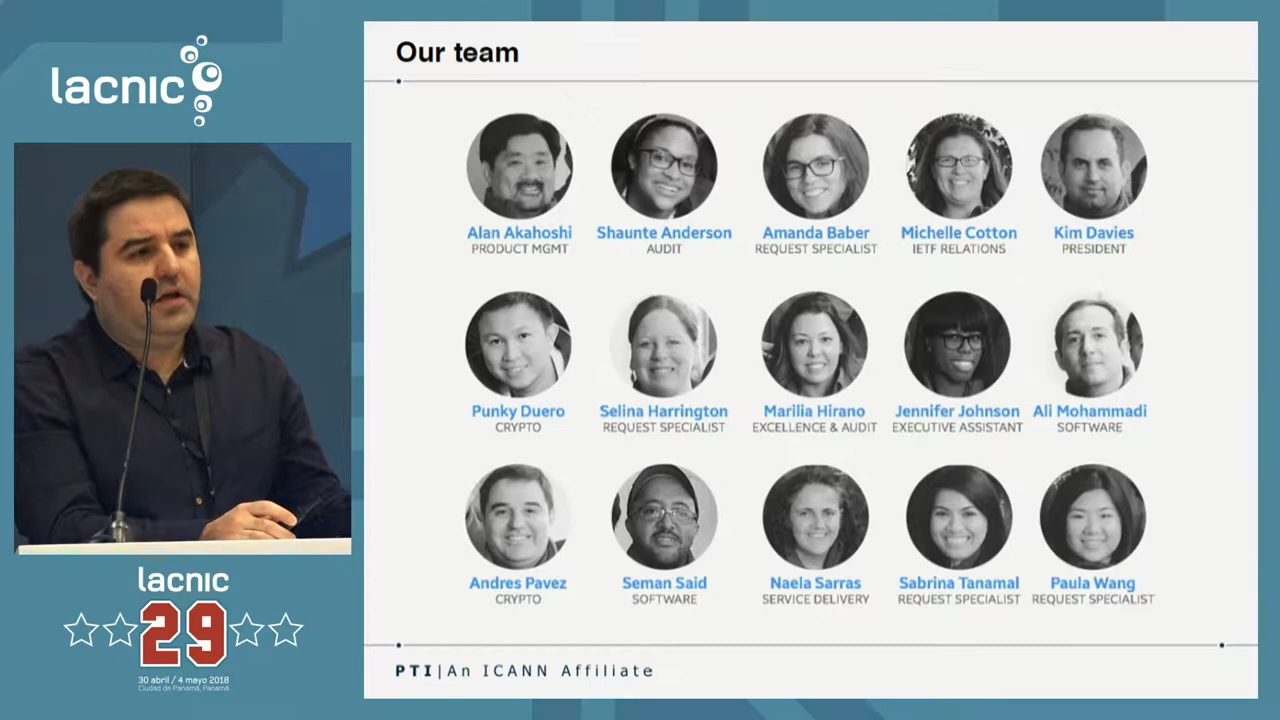 lacnic
Our team
Alan Akahoshi
PRODUCT MGMT
Shaunte Anderson
AUDIT
Amanda Baber
REQUEST SPECIALIST
Michelle Cotton
IETF RELATIONS
Kim Davies
PRESIDENT
Punky Duero
CRYPTO
Selina Harrington
REQUEST SPECIALIST
Marilia Hirano
EXCELLENCE & AUDIT
Jennifer Johnson
EXECUTIVE ASSISTANT
Ali Mohammadi
SOFTWARE
Andres Pavez
CRYPTO
Seman Said
SOFTWARE
Naela Sarras
SERVICE DELIVERY
Sabrina Tanamal
REQUEST SPECIALIST
Paula Wang
REQUEST SPECIALIST
PTI|An ICANN Affiliate
lacnic
29
30 abril / 4 mayo 2018
Ciudad de Panamá, Panamá